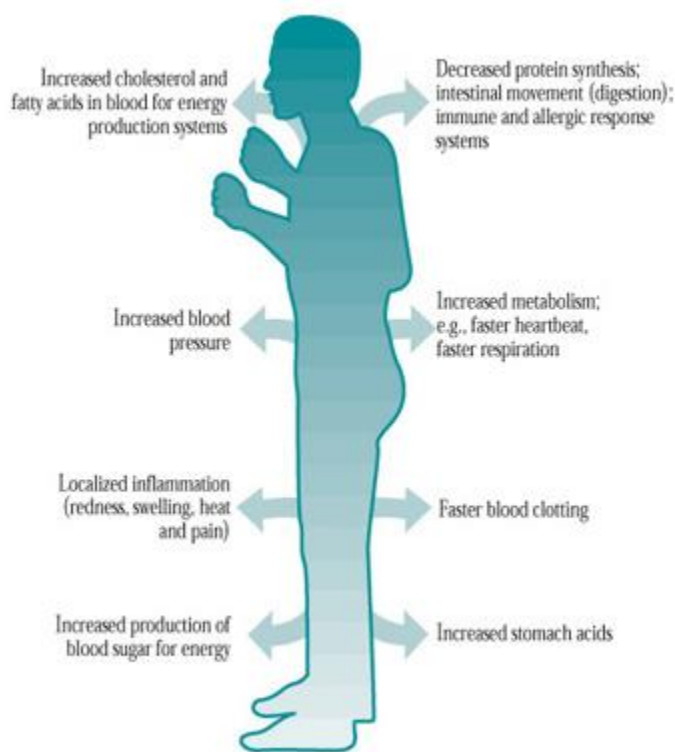 Increased cholesterol and
fatty acids in blood for energy
production systems
Decreased protein synthesis;
intestinal movement (digestion);
immune and allergic response
systems
Increased blood
pressure
Increased metabolism;
e.g., faster heartbeat,
faster respiration
Localized inflammation
(redness, swelling, heat
and pain)
Faster blood clotting
Increased production of
blood sugar for energy
Increased stomach acids